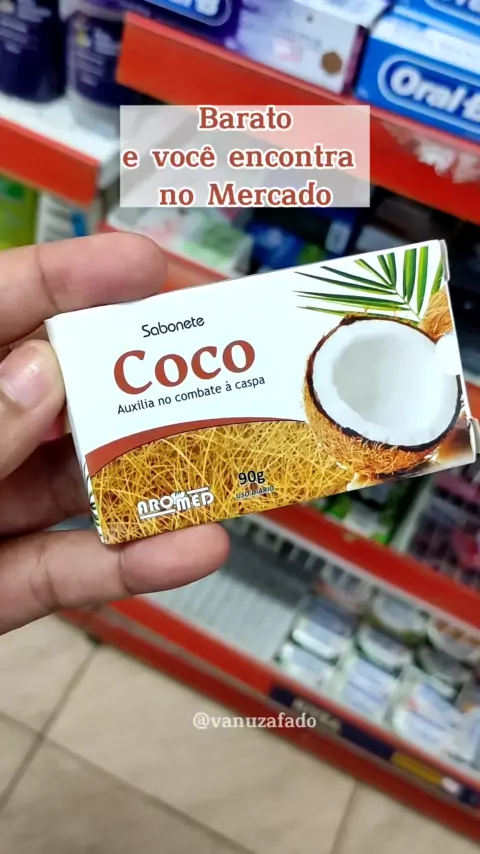 Barato
e você encontra
no Mercado
Oral-B
Sabonete
Coco
Auxilia no combate à caspa
90g
USO DIÁRIO
AROMED
@vanuzafado